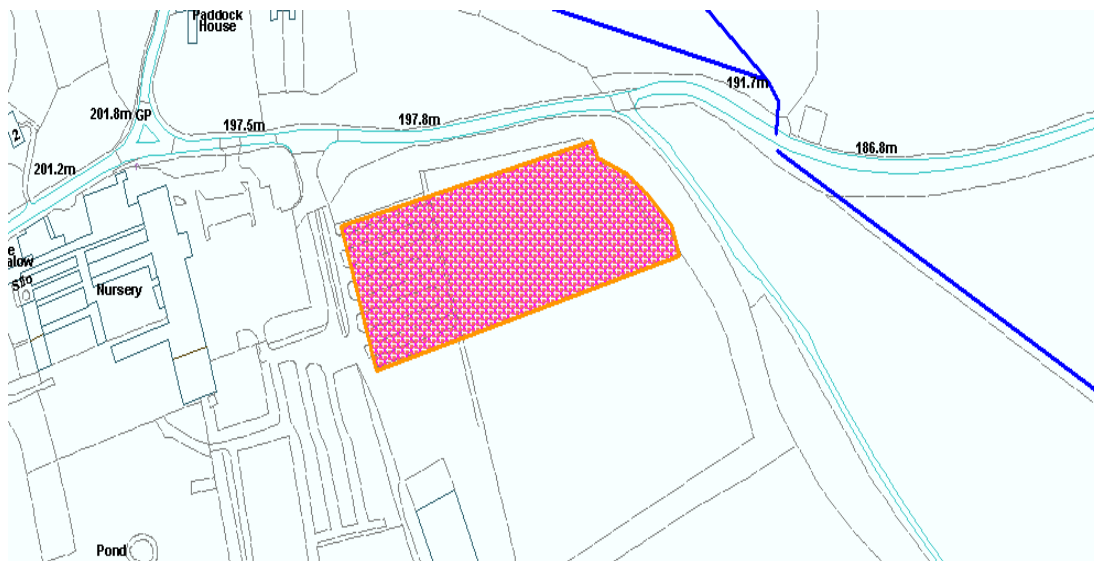 Paddock
House
191.7m
201.8m GP
197.5m
197.8m
2
186.8m
201.2m
Nursery
Pond